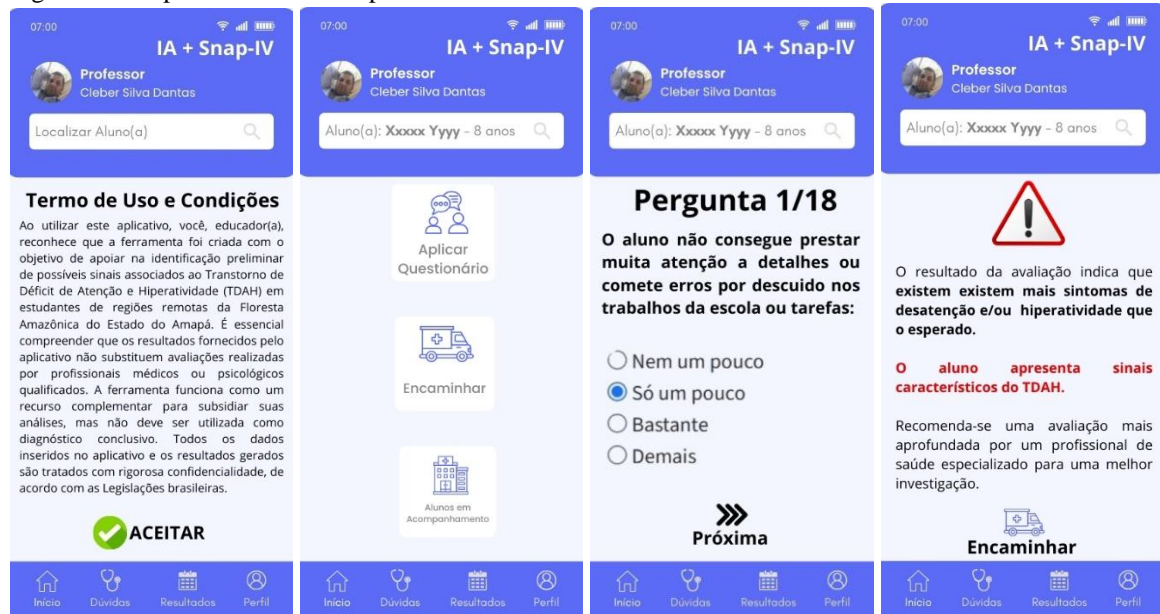 07:00
IA + Snap-IV
Professor
Cleber Silva Dantas
Localizar Aluno(a)
Termo de Uso e Condições
Ao utilizar este aplicativo, você, educador(a),
reconhece que a ferramenta foi criada com o
objetivo de apoiar na identificação preliminar
de possíveis sinais associados ao Transtorno de
Déficit de Atenção e Hiperatividade (TDAH) em
estudantes de regiões remotas da Floresta
Amazônica do Estado do Amapá. É essencial
compreender que os resultados fornecidos pelo
aplicativo não substituem avaliações realizadas
por profissionais médicos ou psicológicos
qualificados. A ferramenta funciona como um
recurso complementar para subsidiar suas
análises, mas não deve ser utilizada como
diagnóstico conclusivo. Todos os dados
inseridos no aplicativo e os resultados gerados
são tratados com rigorosa confidencialidade, de
acordo com as Legislações brasileiras.
ACEITAR
Início Dúvidas Resultados Perfil
07:00
IA + Snap-IV
Professor
Cleber Silva Dantas
Aluno(a): Xxxxx Yyyy - 8 anos
Aplicar
Questionário
Encaminhar
Alunos em
Acompanhamento
Início Dúvidas Resultados Perfil
07:00
IA + Snap-IV
Professor
Cleber Silva Dantas
Aluno(a): Xxxxx Yyyy - 8 anos
Pergunta 1/18
O aluno não consegue prestar
muita atenção a detalhes ou
comete erros por descuido nos
trabalhos da escola ou tarefas:
Nem um pouco
Só um pouco
Bastante
Demais
Próxima
Início Dúvidas Resultados Perfil
07:00
IA + Snap-IV
Professor
Cleber Silva Dantas
Aluno(a): Xxxxx Yyyy - 8 anos
O resultado da avaliação indica que
existem existem mais sintomas de
desatenção e/ou hiperatividade que
o esperado.
O aluno apresenta sinais
característicos do TDAH.
Recomenda-se uma avaliação mais
aprofundada por um profissional de
saúde especializado para uma melhor
investigação.
Encaminhar
Início Dúvidas Resultados Perfil